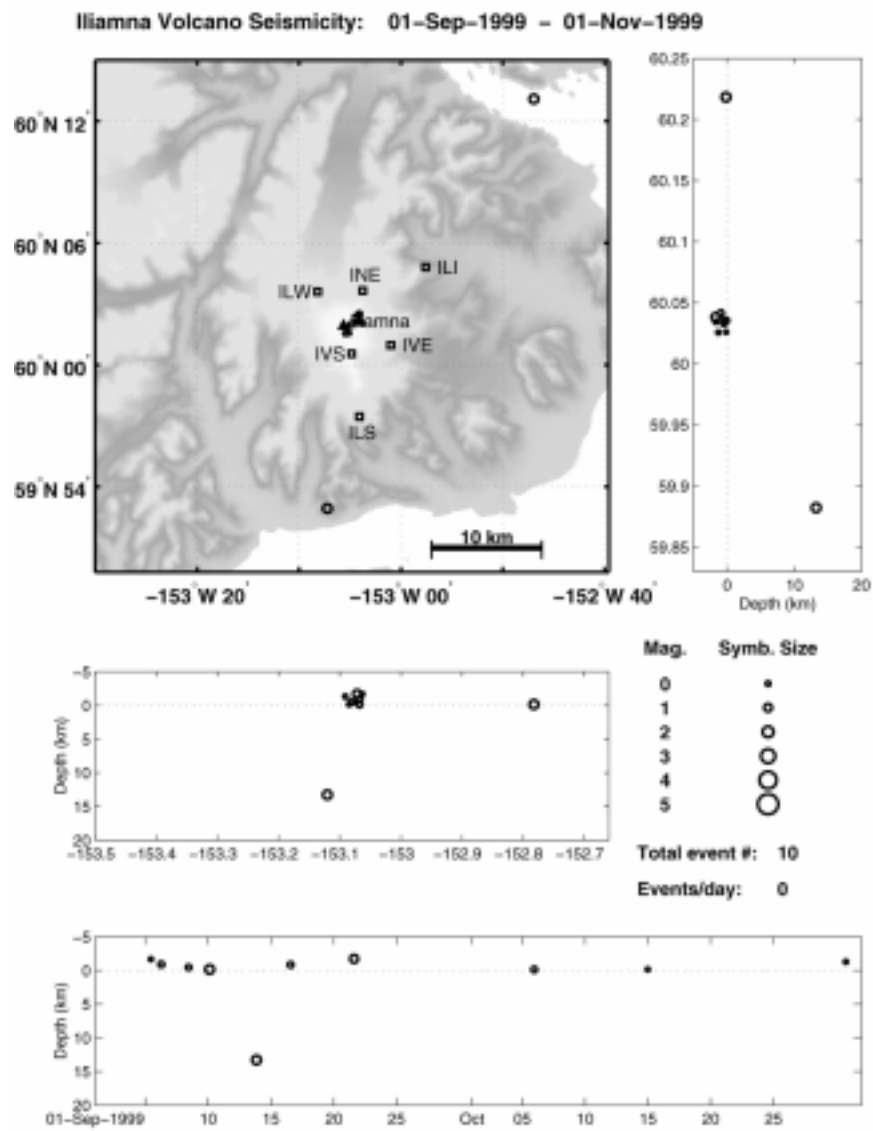 Iliamna Volcano Seismicity: 01-Sep-1999 - 01-Nov-1999
60.25
60°N 12'
60.2
60.15
60°N 06'
60.1
ILI
INE
ILW
60.05
amna
IVE
IVS
60°N 00'
60
ILS
59.95
59°N 54'
59.9
10 km
59.85
-153°W 20' -153°W 00' -152°W 40'
0 10 20
Depth (km)
Mag. Symb. Size
0
1
2
3
4
5
-5
0
5
10
15
20
Depth (km)
-153.5 -153.4 -153.3 -153.2 -153.1 -153 -152.9 -152.8 -152.7
Total event #: 10
Events/day: 0
-5
0
5
10
15
20
Depth (km)
01-Sep-1999 10 15 20 25 Oct 05 10 15 20 25